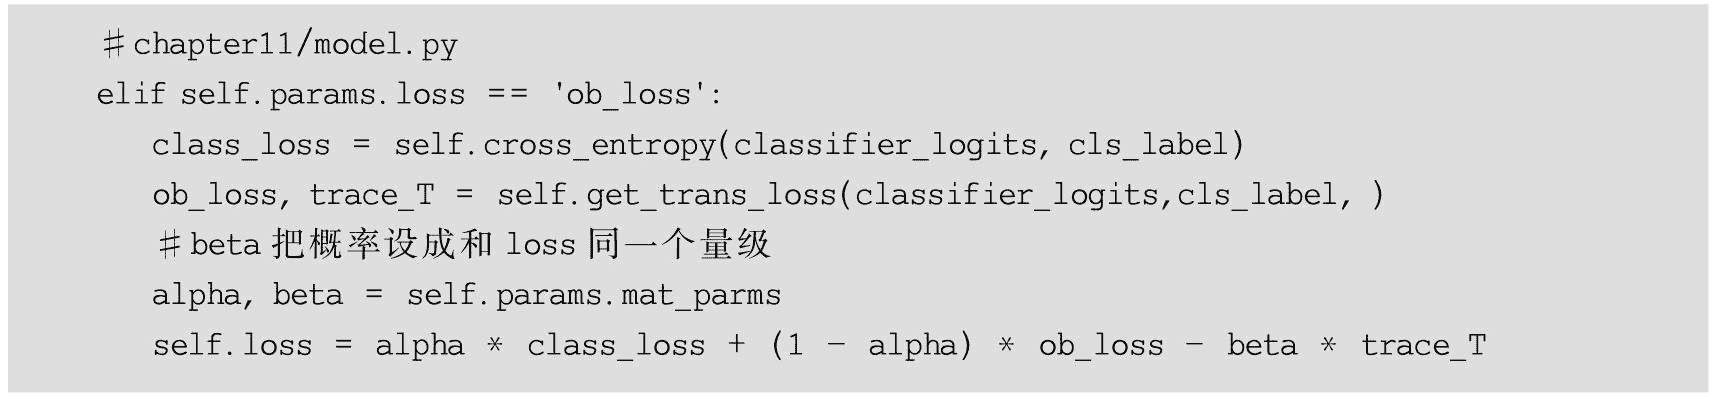 #chapter11/model.py
elif self.params.loss == 'ob_loss':
class_loss = self.cross_entropy(classifier_logits, cls_label)
ob_loss, trace_T = self.get_trans_loss(classifier_logits,cls_label, )
#beta 把概率设成和 loss 同一个量级
alpha, beta = self.params.mat_parms
self.loss = alpha * class_loss + (1 - alpha) * ob_loss - beta * trace_T